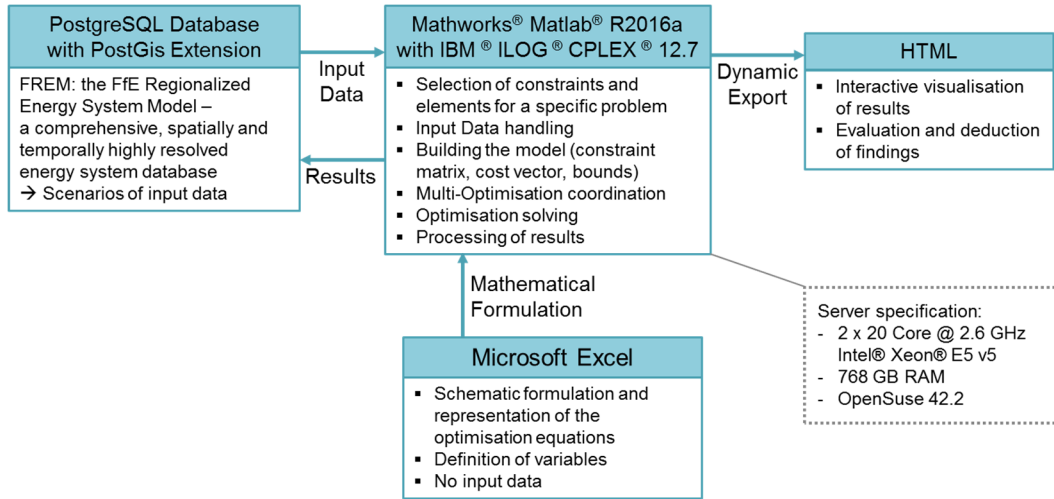 PostgreSQL Database
with PostGis Extension
FREM: the FfE Regionalized
Energy System Model –
a comprehensive, spatially and
temporally highly resolved
energy system database
→ Scenarios of input data
Input
Data
Results
Mathworks® Matlab® R2016a
with IBM ® ILOG ® CPLEX ® 12.7
▪ Selection of constraints and
elements for a specific problem
▪ Input Data handling
▪ Building the model (constraint
matrix, cost vector, bounds)
▪ Multi-Optimisation coordination
▪ Optimisation solving
▪ Processing of results
Dynamic
Export
HTML
▪ Interactive visualisation
of results
▪ Evaluation and deduction
of findings
Mathematical
Formulation
Microsoft Excel
▪ Schematic formulation and
representation of the
optimisation equations
▪ Definition of variables
▪ No input data
Server specification:
- 2 x 20 Core @ 2.6 GHz
Intel® Xeon® E5 v5
- 768 GB RAM
- OpenSuse 42.2